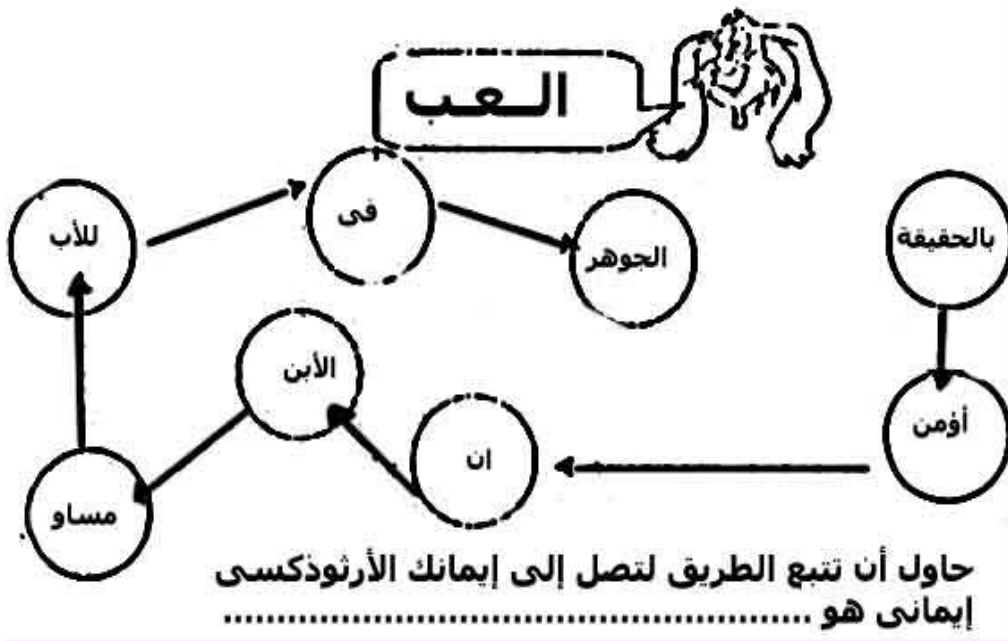 العب
بالحقيقة
أؤمن
ان
الأبن
مساو
للأب
فى
الجوهر
حاول أن تتبع الطريق لتصل إلى إيمانك الأرثوذكسى
إيمانى هو ........................................